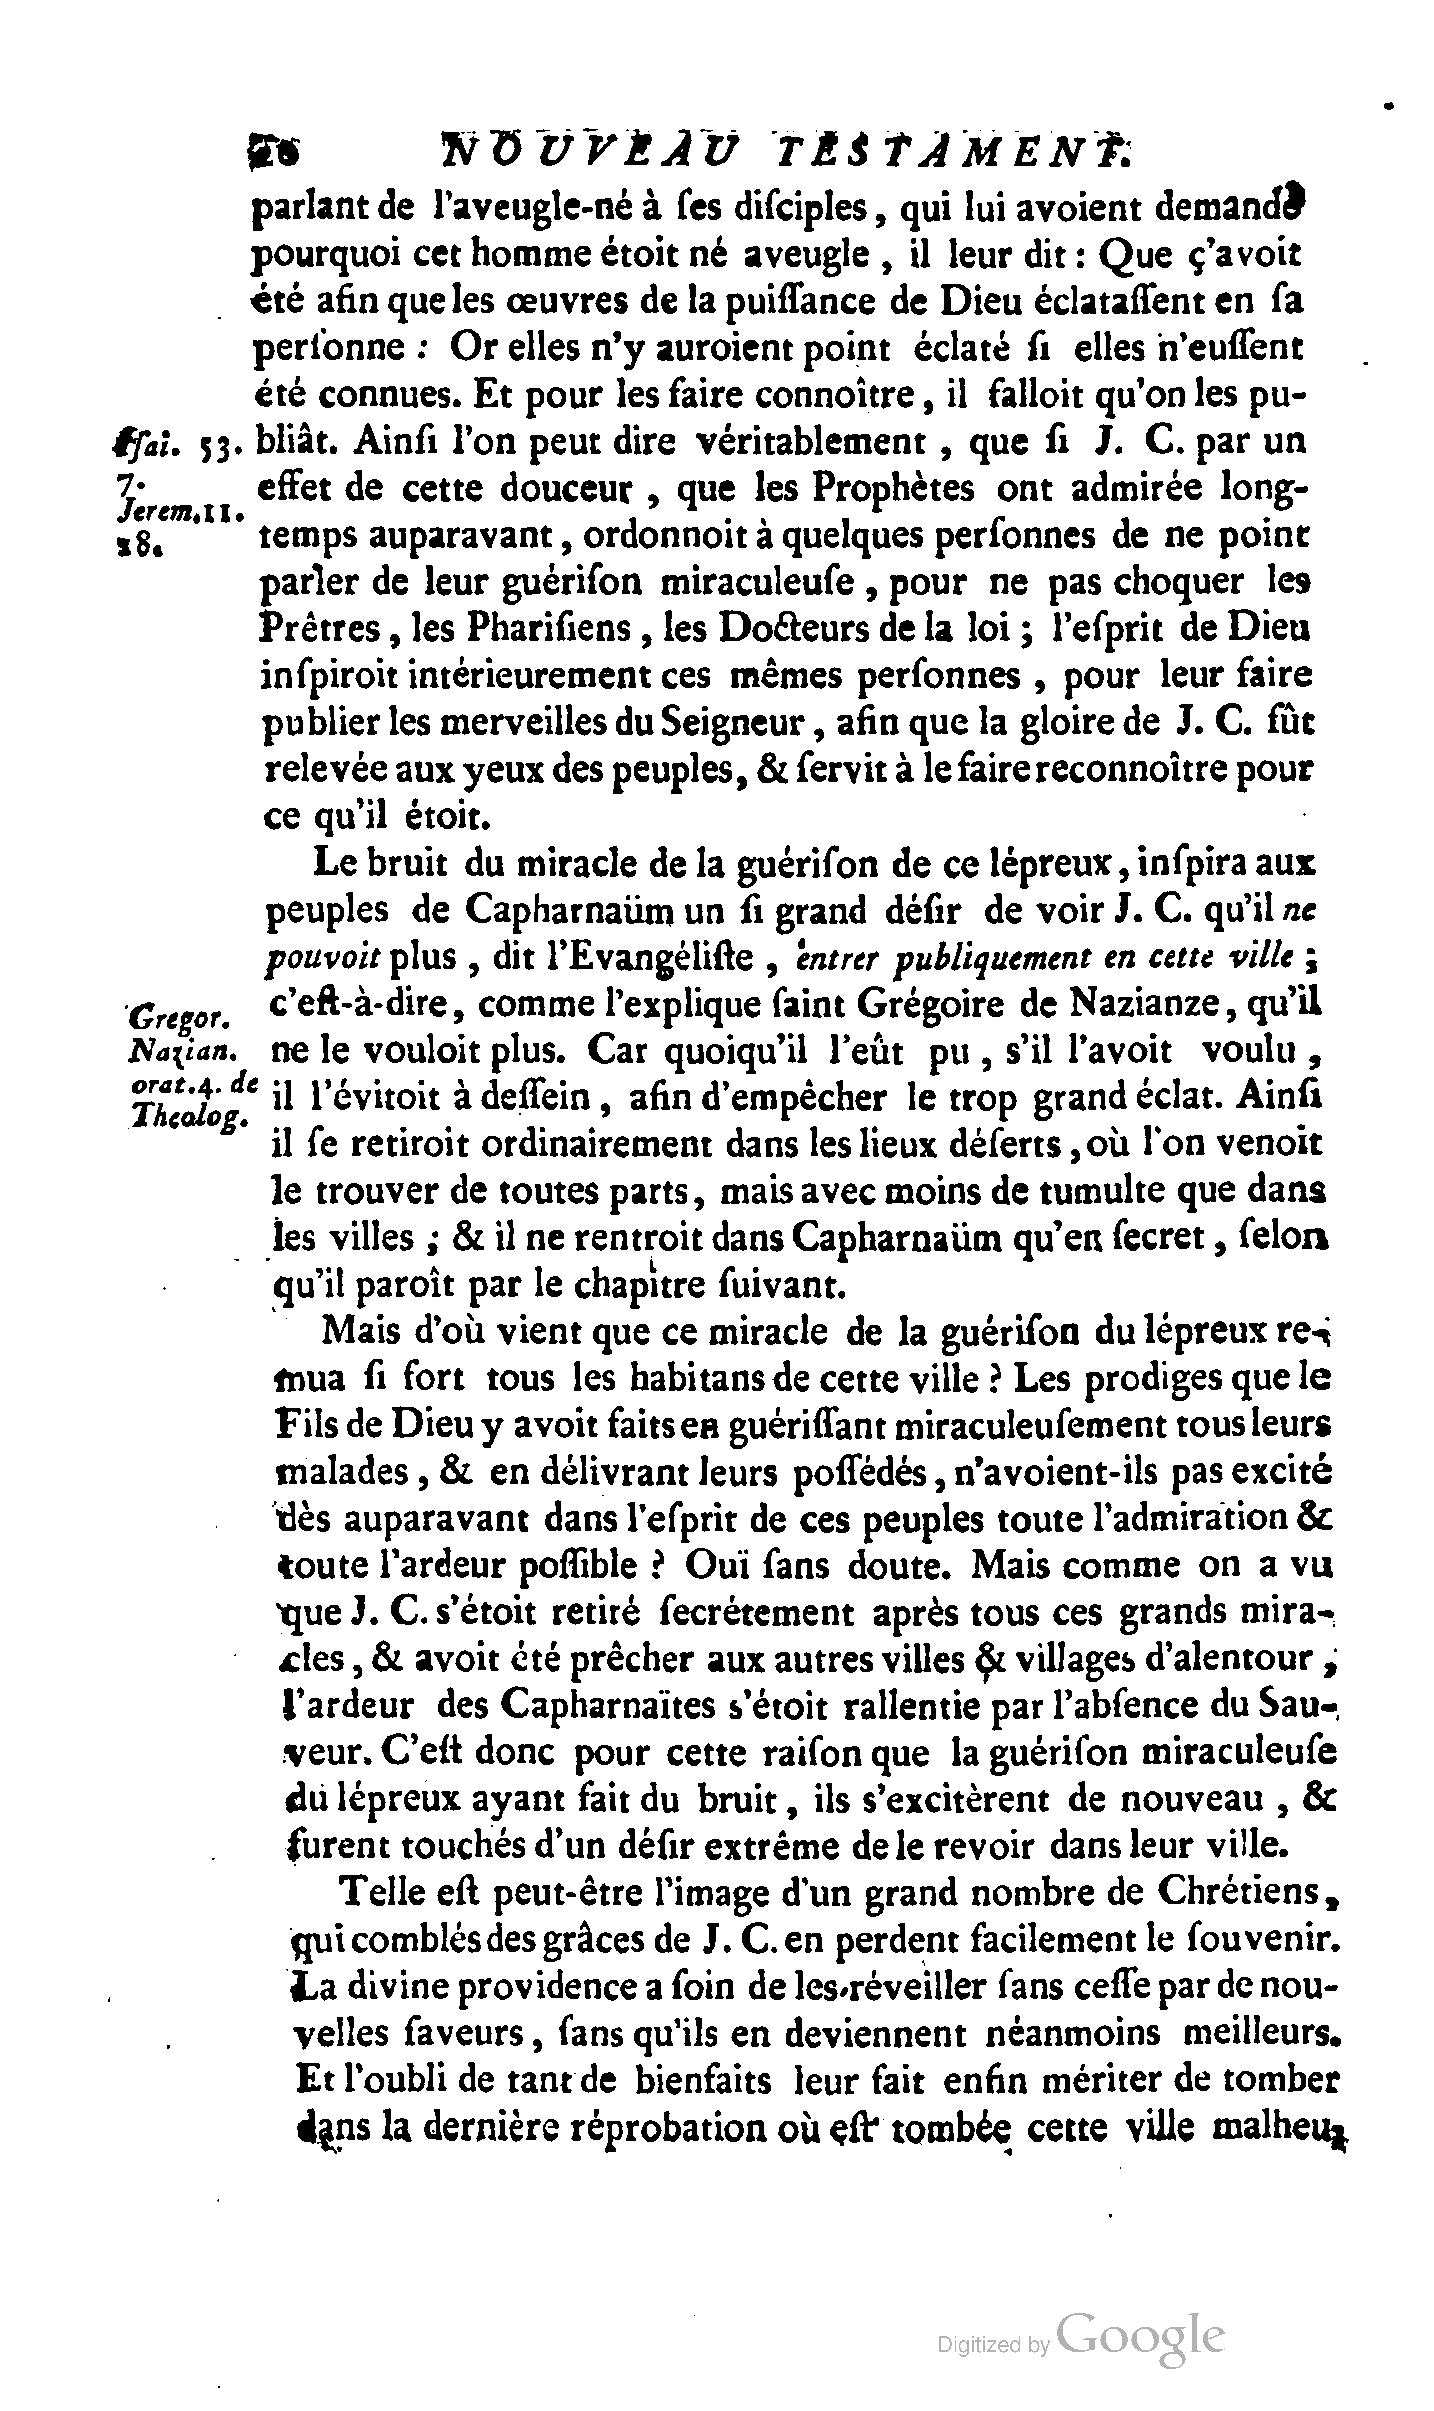 NOUVEAU TESTAMENT.
parlant de l'aveugle-né à ſes diſciples, qui lui avoient demandé
pourquoi cet homme étoit né aveugle, il leur dit : Que ç'avoit
été afin que les œuvres de la puiſſance de Dieu éclataſſent en ſa
perſonne : Or elles n'y auroient point éclaté ſi elles n'euſſent
été connues. Et pour les faire connoître, il falloit qu'on les pu-
Iſai. 53. bliât. Ainſi l'on peut dire véritablement, que ſi J. C. par un
7. effet de cette douceur, que les Prophètes ont admirée long-
Jerem. 11.
18. temps auparavant, ordonnoit à quelques perſonnes de ne point
parler de leur guériſon miraculeuſe, pour ne pas choquer les
Prêtres, les Phariſiens, les Docteurs de la loi ; l'eſprit de Dieu
inſpiroit intérieurement ces mêmes perſonnes, pour leur faire
publier les merveilles du Seigneur, afin que la gloire de J. C. fût
relevée aux yeux des peuples, & ſervit à le faire reconnoître pour
ce qu'il étoit.
Le bruit du miracle de la guériſon de ce lépreux, inſpira aux
peuples de Capharnaüm un ſi grand déſir de voir J. C. qu'il ne
pouvoit plus, dit l'Evangéliſte, entrer publiquement en cette ville ;
Gregor. c'eſt-à-dire, comme l'explique ſaint Grégoire de Nazianze, qu'il
Nazian. ne le vouloit plus. Car quoiqu'il l'eût pu, s'il l'avoit voulu,
orat. 4. de il l'évitoit à deſſein, afin d'empêcher le trop grand éclat. Ainſi
Theolog.
il ſe retiroit ordinairement dans les lieux déſerts, où l'on venoit
le trouver de toutes parts, mais avec moins de tumulte que dans
les villes ; & il ne rentroit dans Capharnaüm qu'en ſecret, ſelon
qu'il paroît par le chapitre ſuivant.
Mais d'où vient que ce miracle de la guériſon du lépreux re-
mua ſi fort tous les habitans de cette ville ? Les prodiges que le
Fils de Dieu y avoit faits en guériſſant miraculeuſement tous leurs
malades, & en délivrant leurs poſſédés, n'avoient-ils pas excité
dès auparavant dans l'eſprit de ces peuples toute l'admiration &
toute l'ardeur poſſible ? Ouï ſans doute. Mais comme on a vu
que J. C. s'étoit retiré ſecrétement après tous ces grands mira-
cles, & avoit été prêcher aux autres villes & villages d'alentour,
l'ardeur des Capharnaïtes s'étoit rallentie par l'abſence du Sau-
veur. C'eſt donc pour cette raiſon que la guériſon miraculeuſe
du lépreux ayant fait du bruit, ils s'excitèrent de nouveau, &
furent touchés d'un déſir extrême de le revoir dans leur ville.
Telle eſt peut-être l'image d'un grand nombre de Chrétiens,
qui comblés des grâces de J. C. en perdent facilement le ſouvenir.
La divine providence a ſoin de les réveiller ſans ceſſe par de nou-
velles faveurs, ſans qu'ils en deviennent néanmoins meilleurs.
Et l'oubli de tant de bienfaits leur fait enfin mériter de tomber
dans la dernière réprobation où eſt tombée cette ville malheu-
Digitized by Google